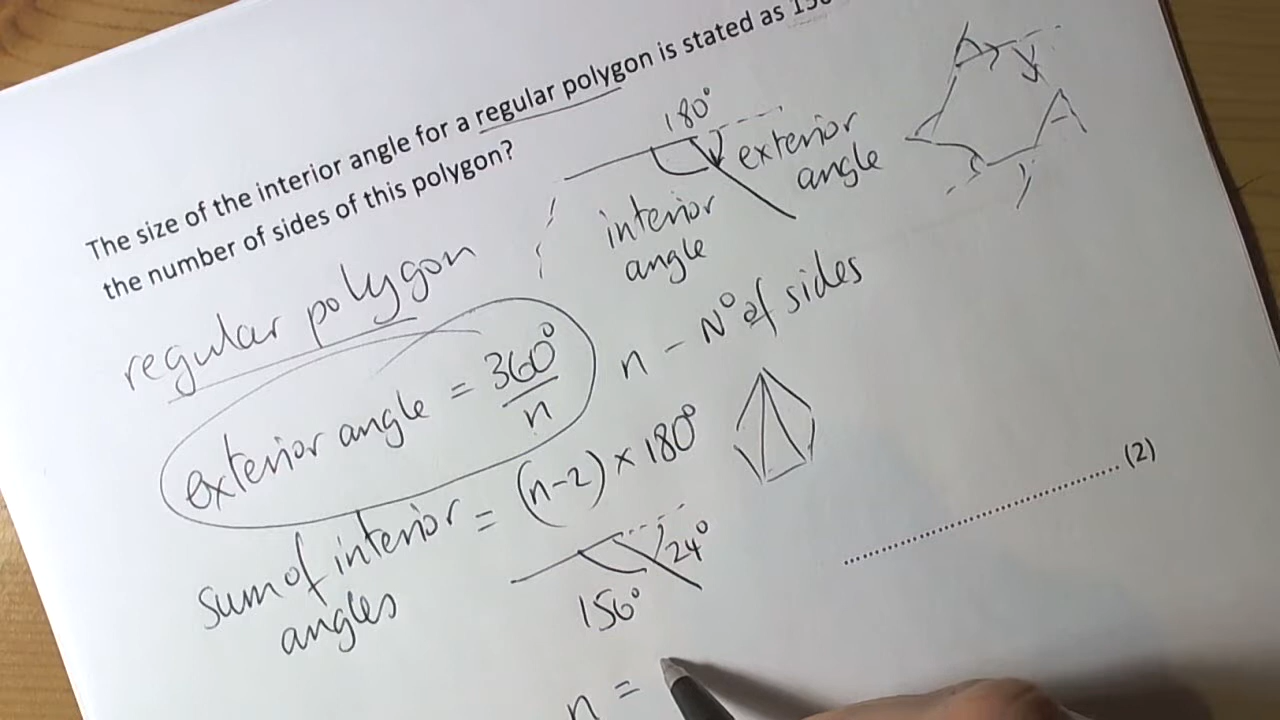 The size of the interior angle for a regular polygon is stated as
the number of sides of this polygon?
180°
exterior
angle
interior
angle
regular polygon
exterior angle = 360°/n
n - N° of sides
sum of interior = (n-2) × 180°
angles
24°
156°
n =
(2)